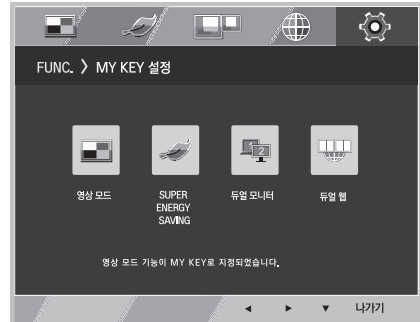 FUNC. 〉 MY KEY 설정
영상 모드
SUPER
ENERGY
SAVING
듀얼 모니터
1
2
듀얼 웹
영상 모드 기능이 MY KEY로 지정되었습니다.
◄ ► ▼ 나가기